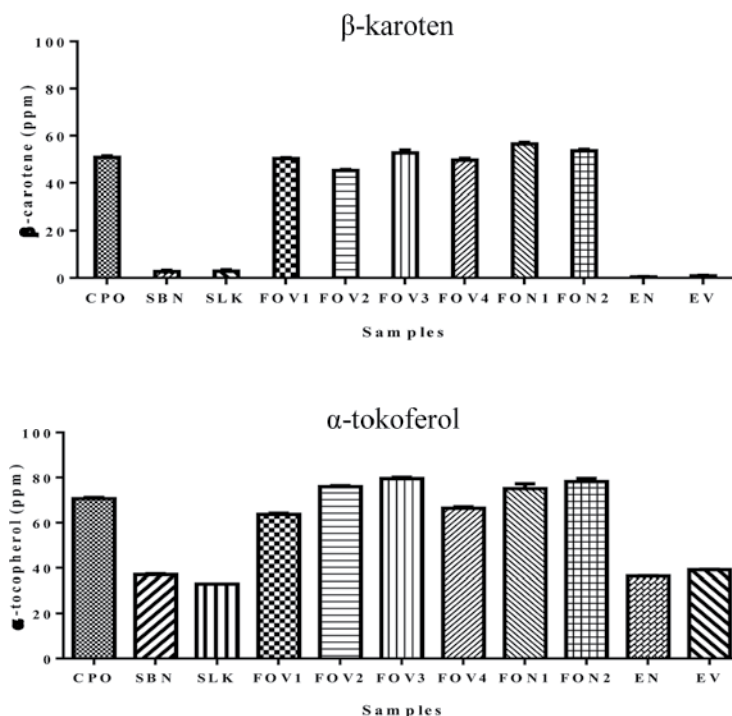 β-karoten
100
80
60
40
20
0
β-carotene (ppm)
CPO SBN SLK FOV1 FOV2 FOV3 FOV4 FON1 FON2 EN EV
Samples
α-tokoferol
100
80
60
40
20
0
α-tocopherol (ppm)
CPO SBN SLK FOV1 FOV2 FOV3 FOV4 FON1 FON2 EN EV
Samples